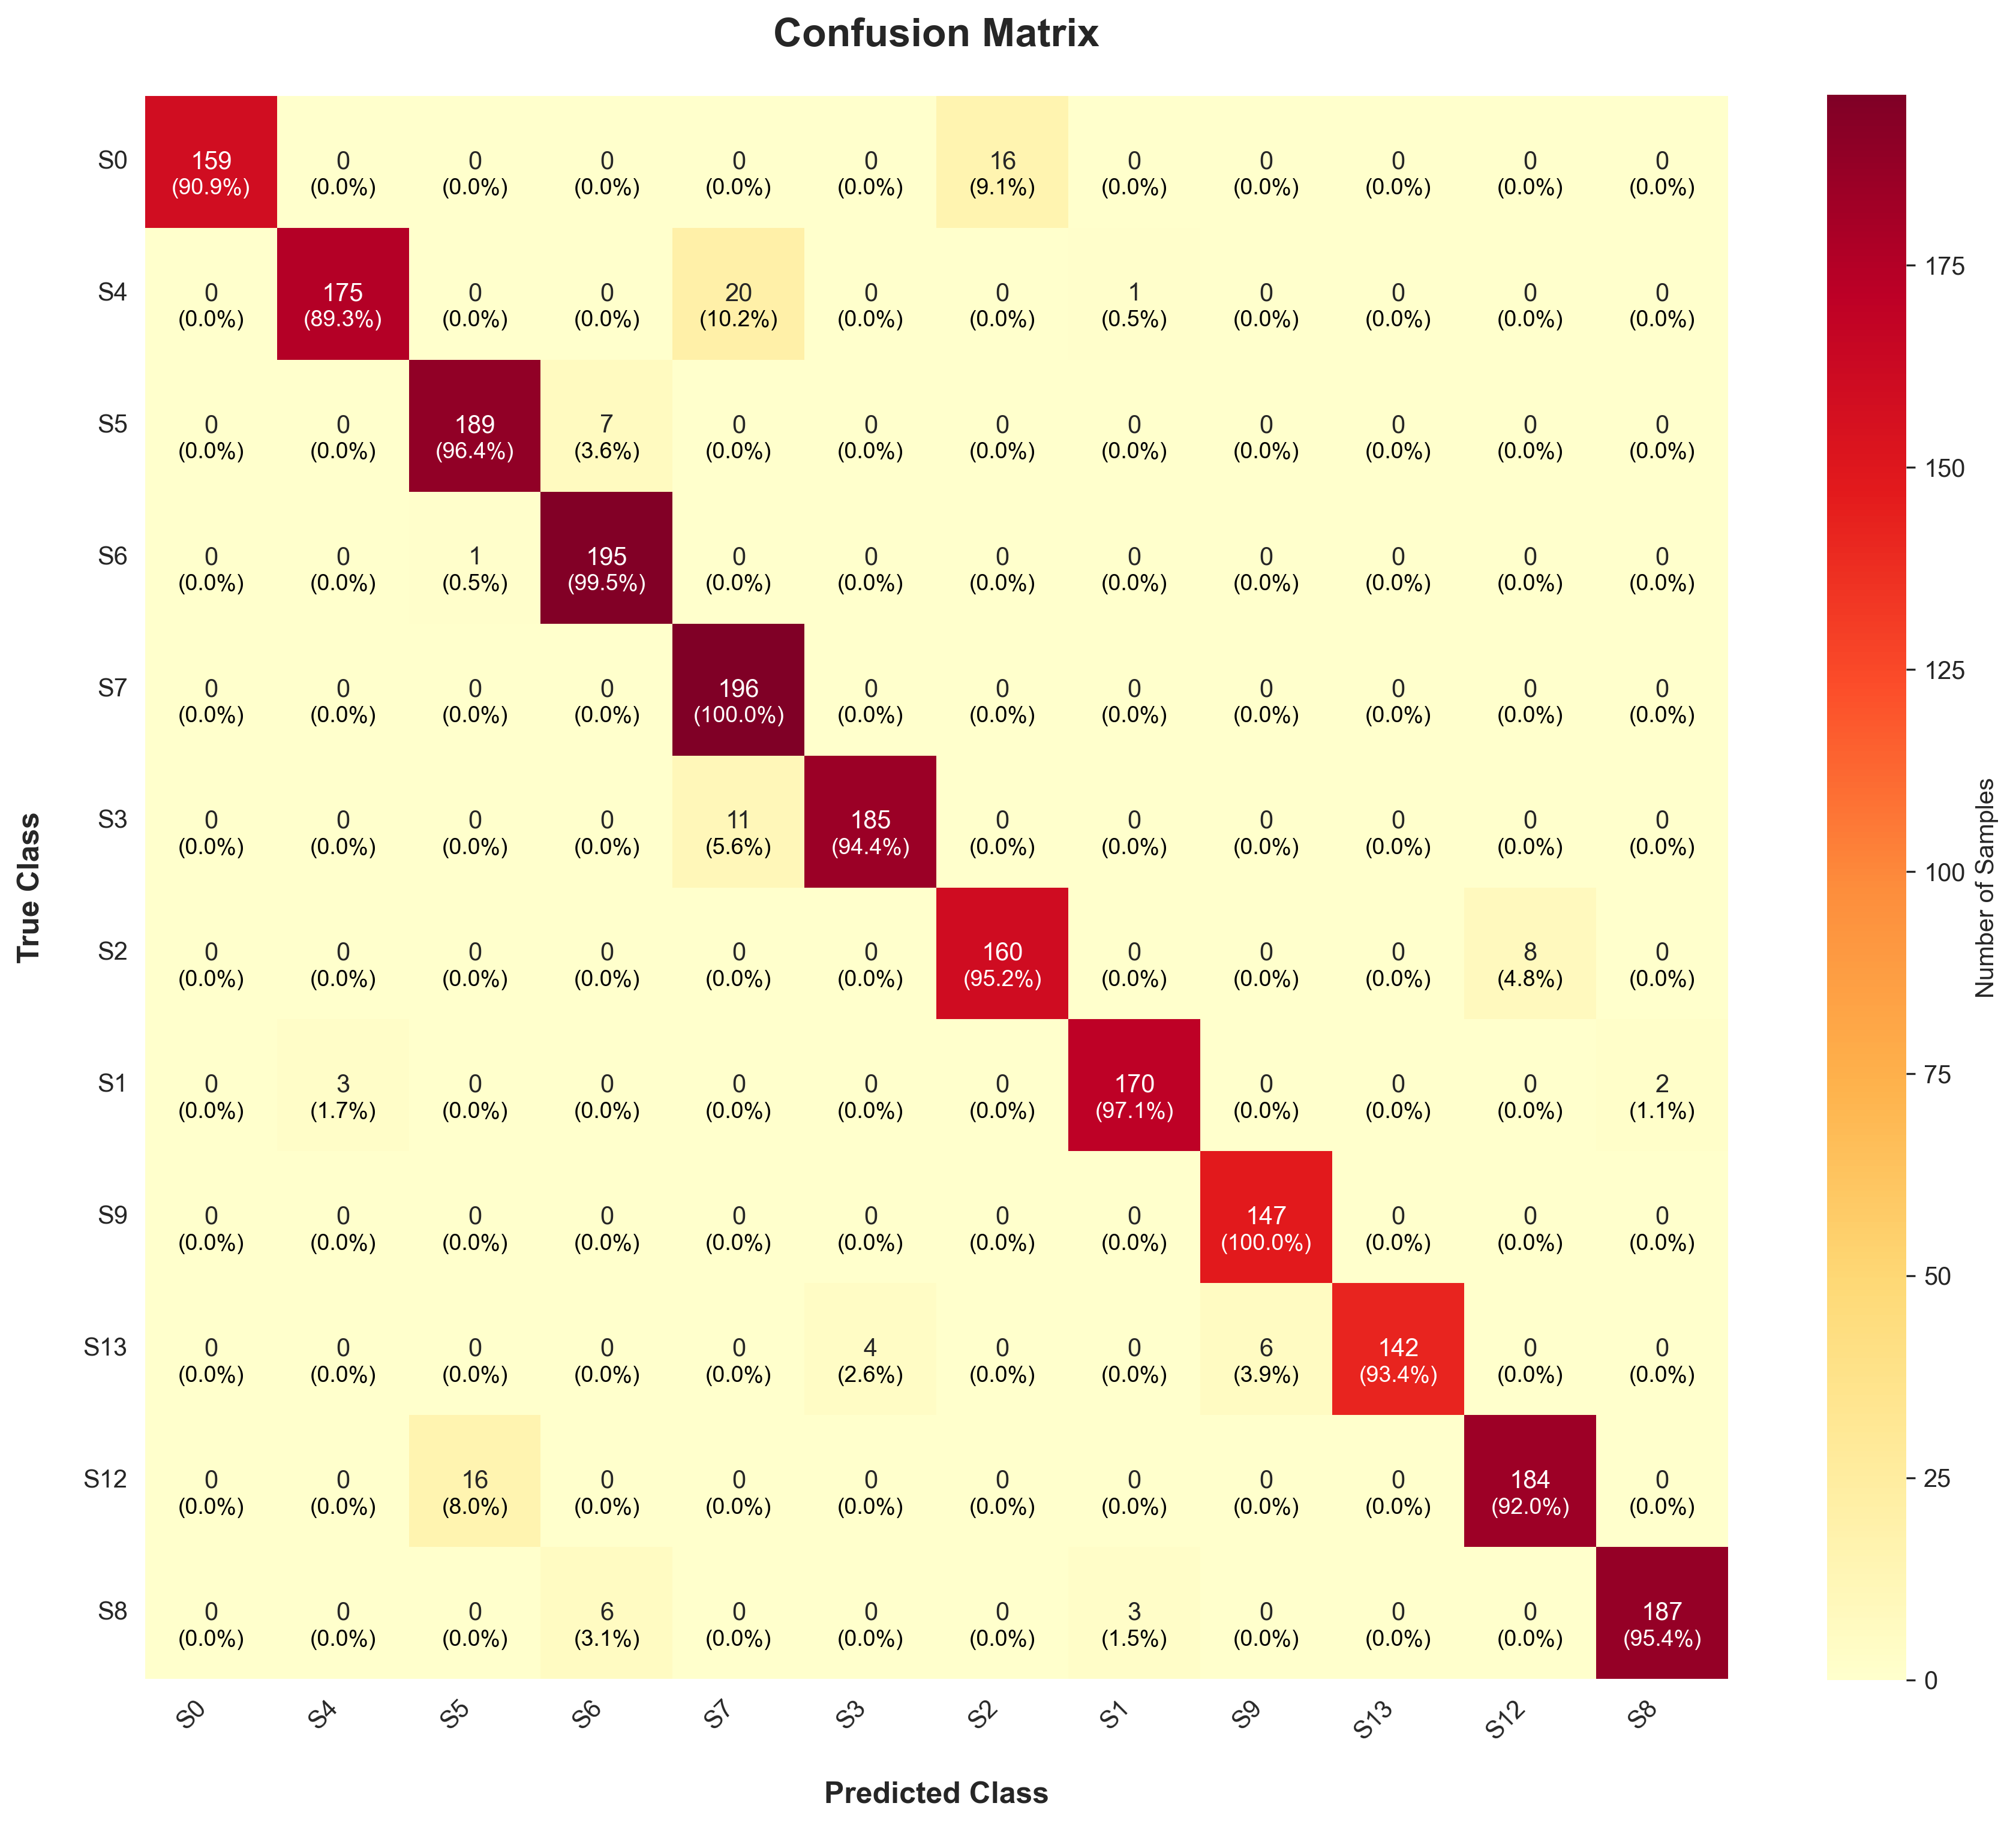 Confusion Matrix
S0 159 0 0 0 0 0 16 0 0 0 0 0
(90.9%) (0.0%) (0.0%) (0.0%) (0.0%) (0.0%) (9.1%) (0.0%) (0.0%) (0.0%) (0.0%) (0.0%)
S4 0 175 0 0 20 0 0 1 0 0 0 0
(0.0%) (89.3%) (0.0%) (0.0%) (10.2%) (0.0%) (0.0%) (0.5%) (0.0%) (0.0%) (0.0%) (0.0%)
S5 0 0 189 7 0 0 0 0 0 0 0 0
(0.0%) (0.0%) (96.4%) (3.6%) (0.0%) (0.0%) (0.0%) (0.0%) (0.0%) (0.0%) (0.0%) (0.0%)
S6 0 0 1 195 0 0 0 0 0 0 0 0
(0.0%) (0.0%) (0.5%) (99.5%) (0.0%) (0.0%) (0.0%) (0.0%) (0.0%) (0.0%) (0.0%) (0.0%)
S7 0 0 0 0 196 0 0 0 0 0 0 0
(0.0%) (0.0%) (0.0%) (0.0%) (100.0%) (0.0%) (0.0%) (0.0%) (0.0%) (0.0%) (0.0%) (0.0%)
S3 0 0 0 0 11 185 0 0 0 0 0 0
(0.0%) (0.0%) (0.0%) (0.0%) (5.6%) (94.4%) (0.0%) (0.0%) (0.0%) (0.0%) (0.0%) (0.0%)
S2 0 0 0 0 0 0 160 0 0 0 8 0
(0.0%) (0.0%) (0.0%) (0.0%) (0.0%) (0.0%) (95.2%) (0.0%) (0.0%) (0.0%) (4.8%) (0.0%)
S1 0 3 0 0 0 0 0 170 0 0 0 2
(0.0%) (1.7%) (0.0%) (0.0%) (0.0%) (0.0%) (0.0%) (97.1%) (0.0%) (0.0%) (0.0%) (1.1%)
S9 0 0 0 0 0 0 0 0 147 0 0 0
(0.0%) (0.0%) (0.0%) (0.0%) (0.0%) (0.0%) (0.0%) (0.0%) (100.0%) (0.0%) (0.0%) (0.0%)
S13 0 0 0 0 0 4 0 0 6 142 0 0
(0.0%) (0.0%) (0.0%) (0.0%) (0.0%) (2.6%) (0.0%) (0.0%) (3.9%) (93.4%) (0.0%) (0.0%)
S12 0 0 16 0 0 0 0 0 0 0 184 0
(0.0%) (0.0%) (8.0%) (0.0%) (0.0%) (0.0%) (0.0%) (0.0%) (0.0%) (0.0%) (92.0%) (0.0%)
S8 0 0 0 6 0 0 0 3 0 0 0 187
(0.0%) (0.0%) (0.0%) (3.1%) (0.0%) (0.0%) (0.0%) (1.5%) (0.0%) (0.0%) (0.0%) (95.4%)
S0 S4 S5 S6 S7 S3 S2 S1 S9 S13 S12 S8
Predicted Class
True Class
175
150
125
100
75
50
25
0
Number of Samples